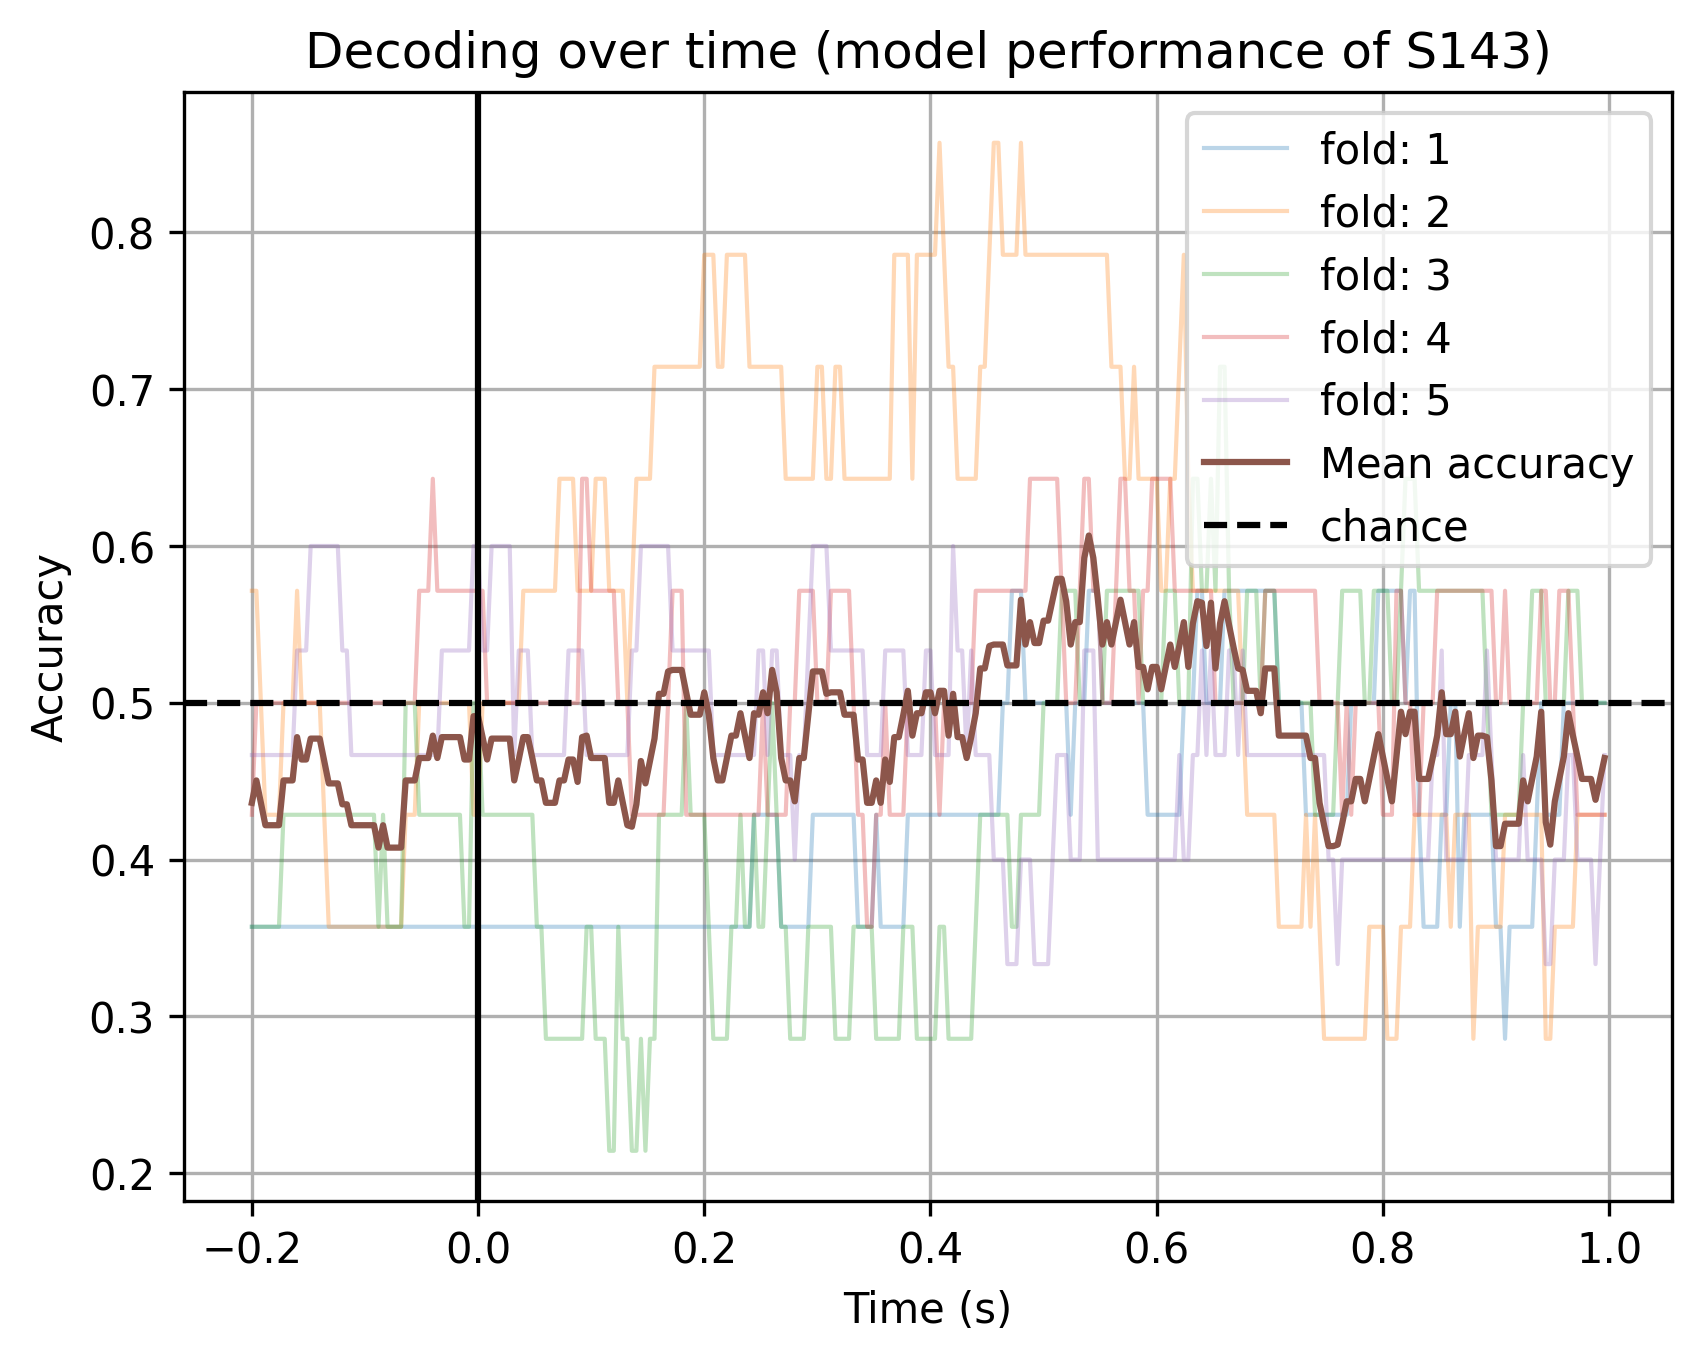 Decoding over time (model performance of S143)
fold: 1
fold: 2
fold: 3
fold: 4
fold: 5
Mean accuracy
chance
Accuracy
0.8
0.7
0.6
0.5
0.4
0.3
0.2
−0.2 0.0 0.2 0.4 0.6 0.8 1.0
Time (s)